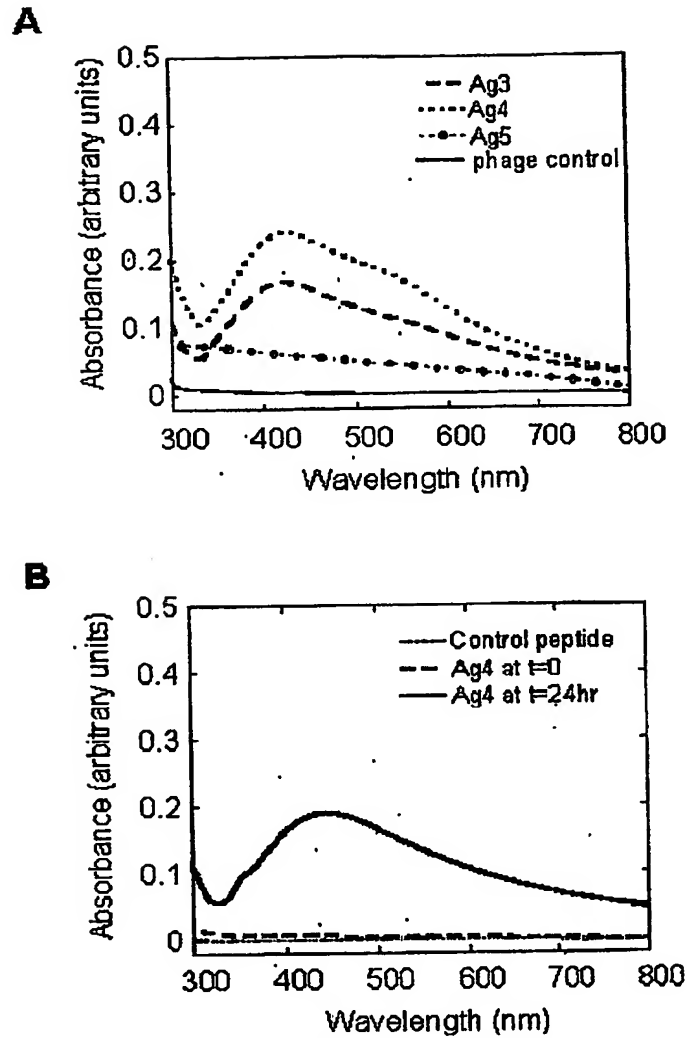 A
0.5
0.4
0.3
0.2
0.1
0
Absorbance (arbitrary units)
Ag3
Ag4
Ag5
phage control
300 400 500 600 700 800
Wavelength (nm)
B
0.5
0.4
0.3
0.2
0.1
0
Absorbance (arbitrary units)
Control peptide
Ag4 at t=0
Ag4 at t=24hr
300 400 500 600 700 800
Wavelength (nm)